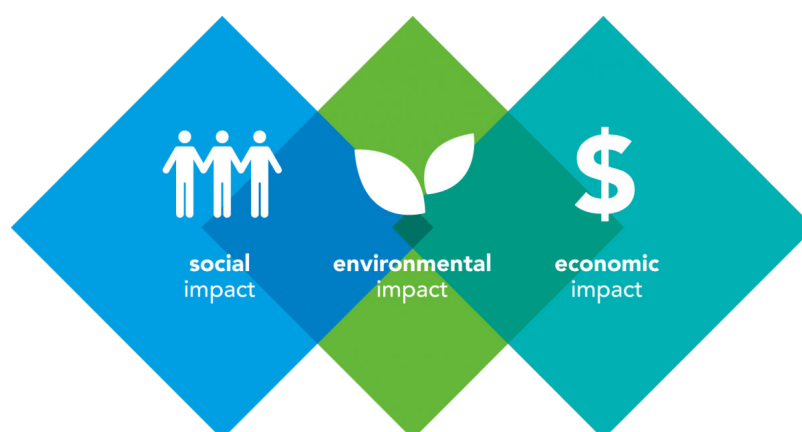 $
social
impact
environmental
impact
economic
impact